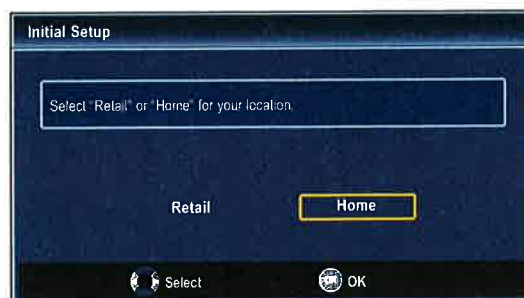 Initial Setup
Select "Retail" or "Home" for your location.
Retail Home
Select OK